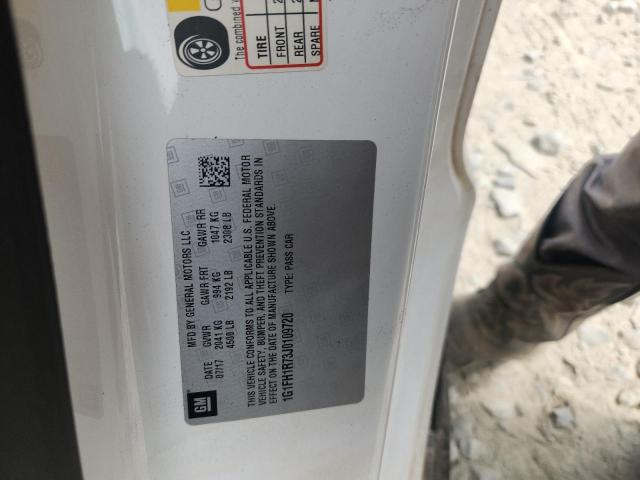 The combined
TIRE
FRONT
REAR
SPARE
GM
MFD BY GENERAL MOTORS LLC
DATE GVWR GAWR FRT GAWR RR
07/17 2041 KG 994 KG 1047 KG
4500 LB 2192 LB 2308 LB
THIS VEHICLE CONFORMS TO ALL APPLICABLE U.S. FEDERAL MOTOR
VEHICLE SAFETY, BUMPER, AND THEFT PREVENTION STANDARDS IN
EFFECT ON THE DATE OF MANUFACTURE SHOWN ABOVE.
1G1FH1R73J0109720 TYPE: PASS CAR